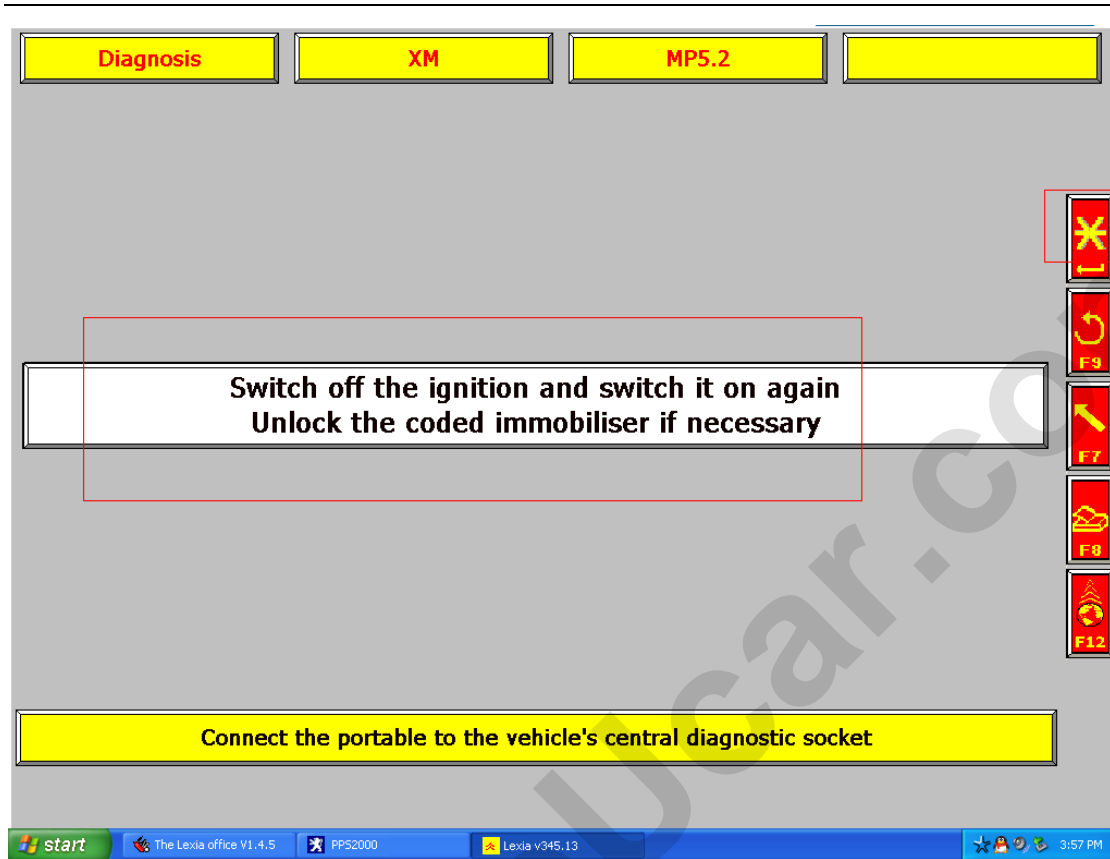 Diagnosis
XM
MP5.2
F9
Switch off the ignition and switch it on again
Unlock the coded immobiliser if necessary
F7
F8
F12
Connect the portable to the vehicle's central diagnostic socket
Ucar.co
start
The Lexia office V1.4.5
PPS2000
Lexia v345.13
3:57 PM